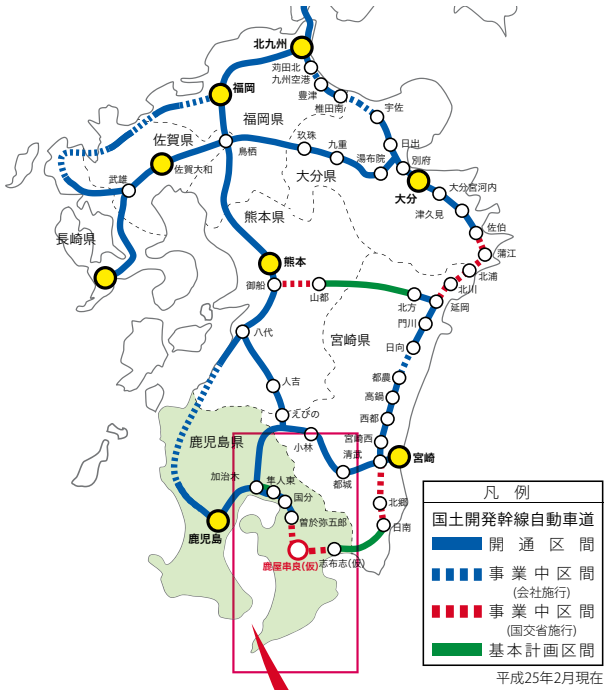 北九州
苅田北
九州空港
豊津
椎田南
宇佐
福岡
福岡県
佐賀県
鳥栖
玖珠
九重
湯布院
日出
別府
佐賀大和
武雄
大分県
大分
大分宮河内
津久見
佐伯
蒲江
長崎県
熊本県
熊本
御船
山都
北浦
北川
北方
延岡
門川
八代
宮崎県
日向
人吉
都農
高鍋
えびの
西都
鹿児島県
小林
宮崎西
清武
宮崎
加治木
隼人東
都城
国分
北郷
曽於弥五郎
鹿児島
日南
鹿屋串良(仮)
志布志(仮)
凡例
国土開発幹線自動車道
開通区間
事業中区間
(会社施行)
事業中区間
(国交省施行)
基本計画区間
平成25年2月現在